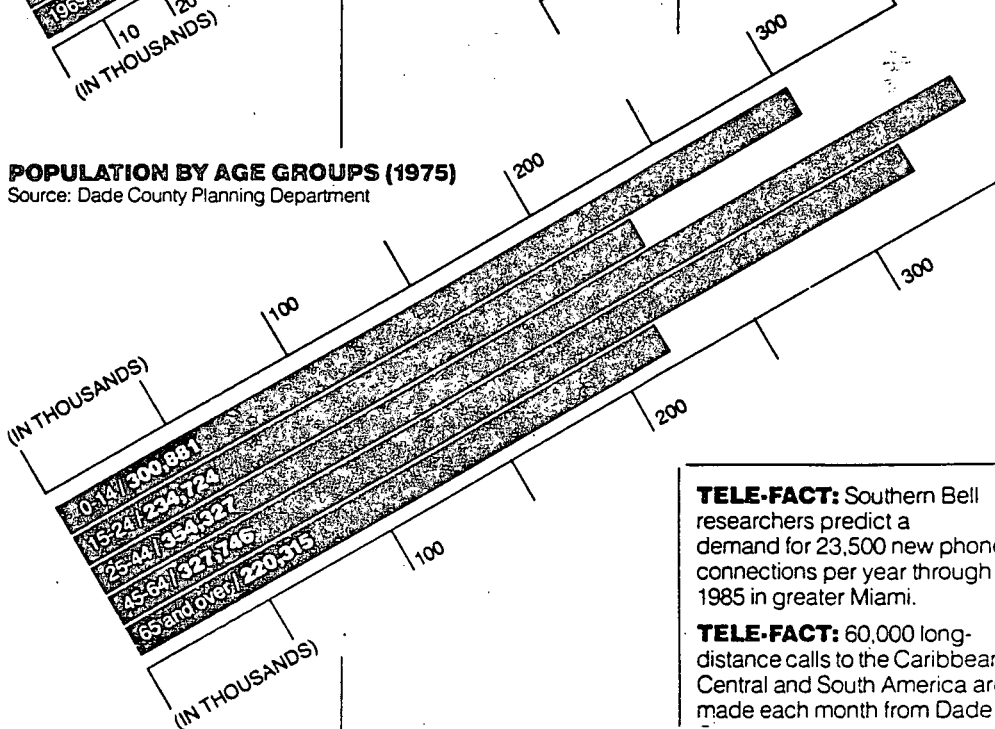 1965
10
20
(IN THOUSANDS)
300
POPULATION BY AGE GROUPS (1975)
Source: Dade County Planning Department
200
100
(IN THOUSANDS)
0-14 | 300,881
15-24 | 234,724
25-44 | 354,327
45-64 | 327,746
65 and over | 220,315
300
200
100
(IN THOUSANDS)
TELE-FACT: Southern Bell
researchers predict a
demand for 23,500 new phone
connections per year through
1985 in greater Miami.
TELE-FACT: 60,000 long-
distance calls to the Caribbean
Central and South America are
made each month from Dade